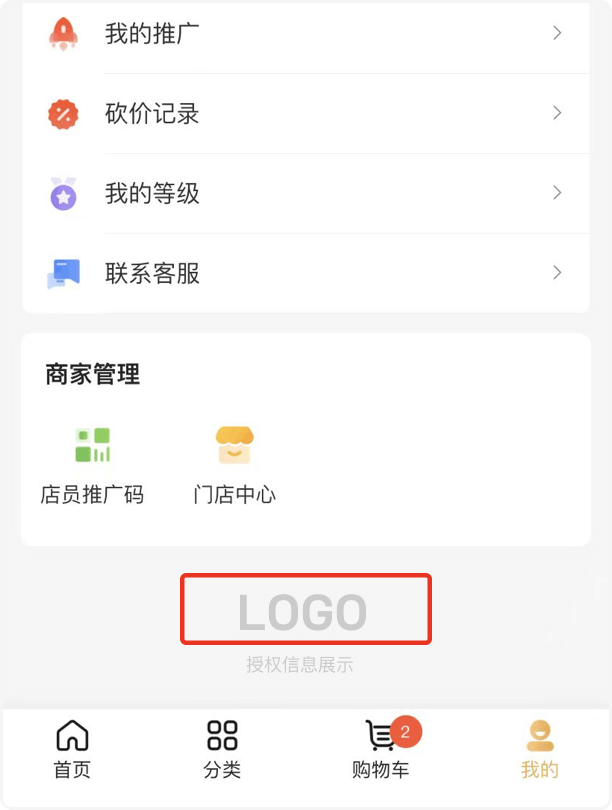 我的推广
砍价记录
我的等级
联系客服
商家管理
店员推广码 门店中心
LOGO
授权信息展示
2
首页 分类 购物车 我的